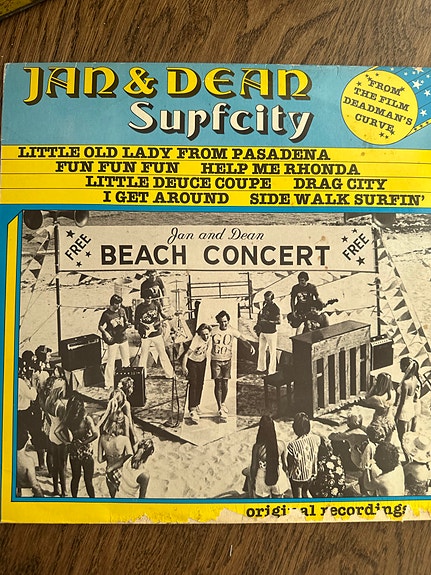 JAN & DEAN
Supfcity
FROM
THE FILM
DEADMAN'S
CURVE
LITTLE OLD LADY FROM PASADENA
FUN FUN FUN HELP ME RHONDA
LITTLE DEUCE COUPE DRAG CITY
I GET AROUND SIDE WALK SURFIN'
Jan and Dean
FREE BEACH CONCERT FREE
original recordings